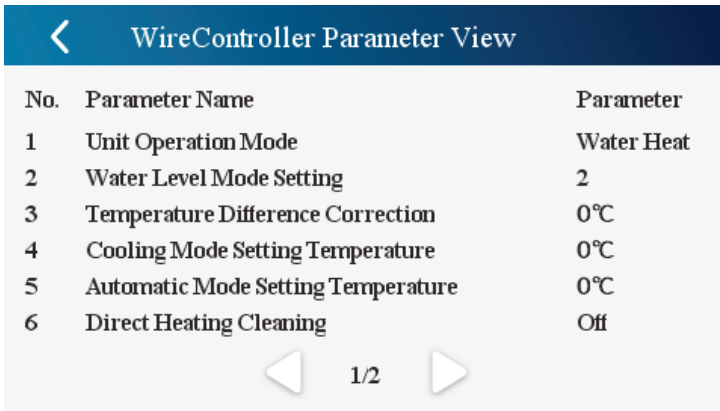 WireController Parameter View
No. Parameter Name Parameter
1 Unit Operation Mode Water Heat
2 Water Level Mode Setting 2
3 Temperature Difference Correction 0℃
4 Cooling Mode Setting Temperature 0℃
5 Automatic Mode Setting Temperature 0℃
6 Direct Heating Cleaning Off
1/2